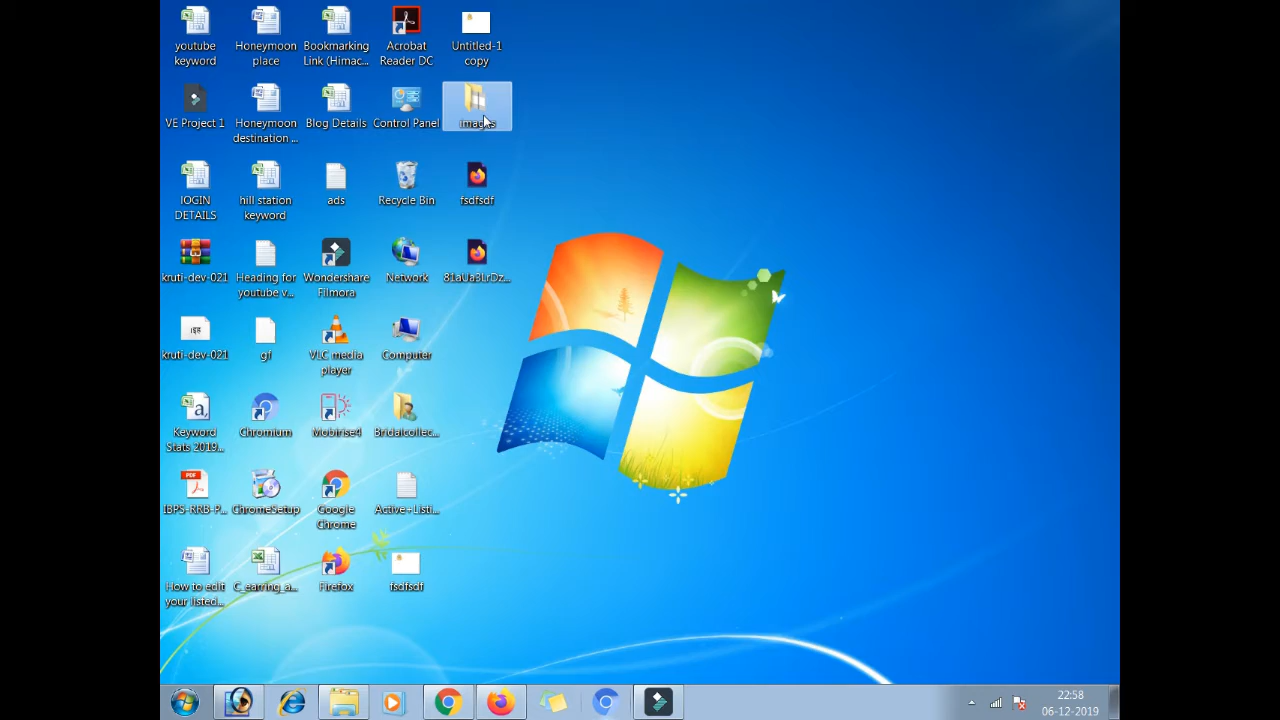 youtube keyword
Honeymoon place
Bookmarking Link (Himac...
Acrobat Reader DC
Untitled-1 copy
VE Project 1
Honeymoon destination ...
Blog Details
Control Panel
images
lOGIN DETAILS
hill station keyword
ads
Recycle Bin
fsdfsdf
kruti-dev-021
Heading for youtube v...
Wondershare Filmora
Network
81aUa3LrDz...
kruti-dev-021
gf
VLC media player
Computer
Keyword Stats 2019...
Chromium
Mobirise4
Bridalcollec...
IBPS-RRB-P...
ChromeSetup
Google Chrome
Active+Listi...
How to edit your listed...
C_earring_a...
Firefox
fsdfsdf
22:58
06-12-2019